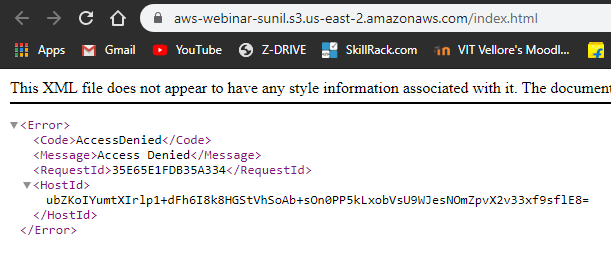 aws-webinar-sunil.s3.us-east-2.amazonaws.com/index.html
Apps Gmail YouTube Z-DRIVE SkillRack.com VIT Vellore's Moodl...
This XML file does not appear to have any style information associated with it. The document
▼<Error>
<Code>AccessDenied</Code>
<Message>Access Denied</Message>
<RequestId>35E65E1FDB35A334</RequestId>
▼<HostId>
ubZKoIYumtXIrlp1+dFh6I8k8HGStVhSoAb+sOn0PP5kLxobVsU9WJesNOmZpvX2v33xf9sflE8=
</HostId>
</Error>